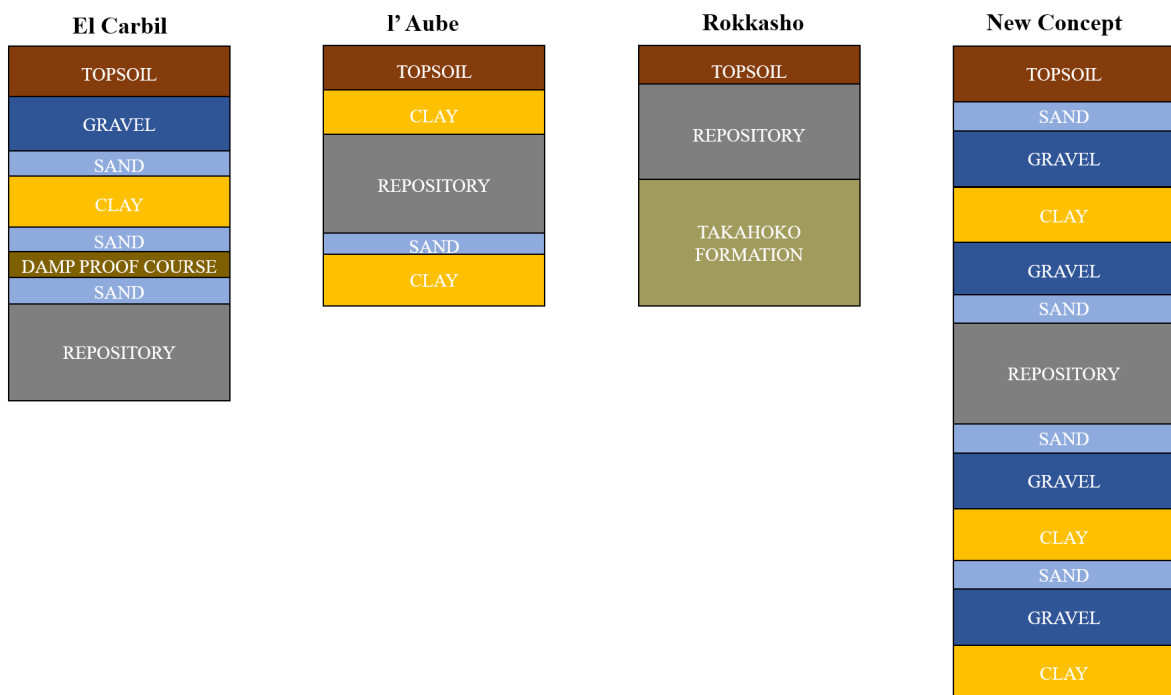 El Carbil
TOPSOIL
GRAVEL
SAND
CLAY
SAND
DAMP PROOF COURSE
SAND
REPOSITORY
l’ Aube
TOPSOIL
CLAY
REPOSITORY
SAND
CLAY
Rokkasho
TOPSOIL
REPOSITORY
TAKAHOKO
FORMATION
New Concept
TOPSOIL
SAND
GRAVEL
CLAY
GRAVEL
SAND
REPOSITORY
SAND
GRAVEL
CLAY
SAND
GRAVEL
CLAY